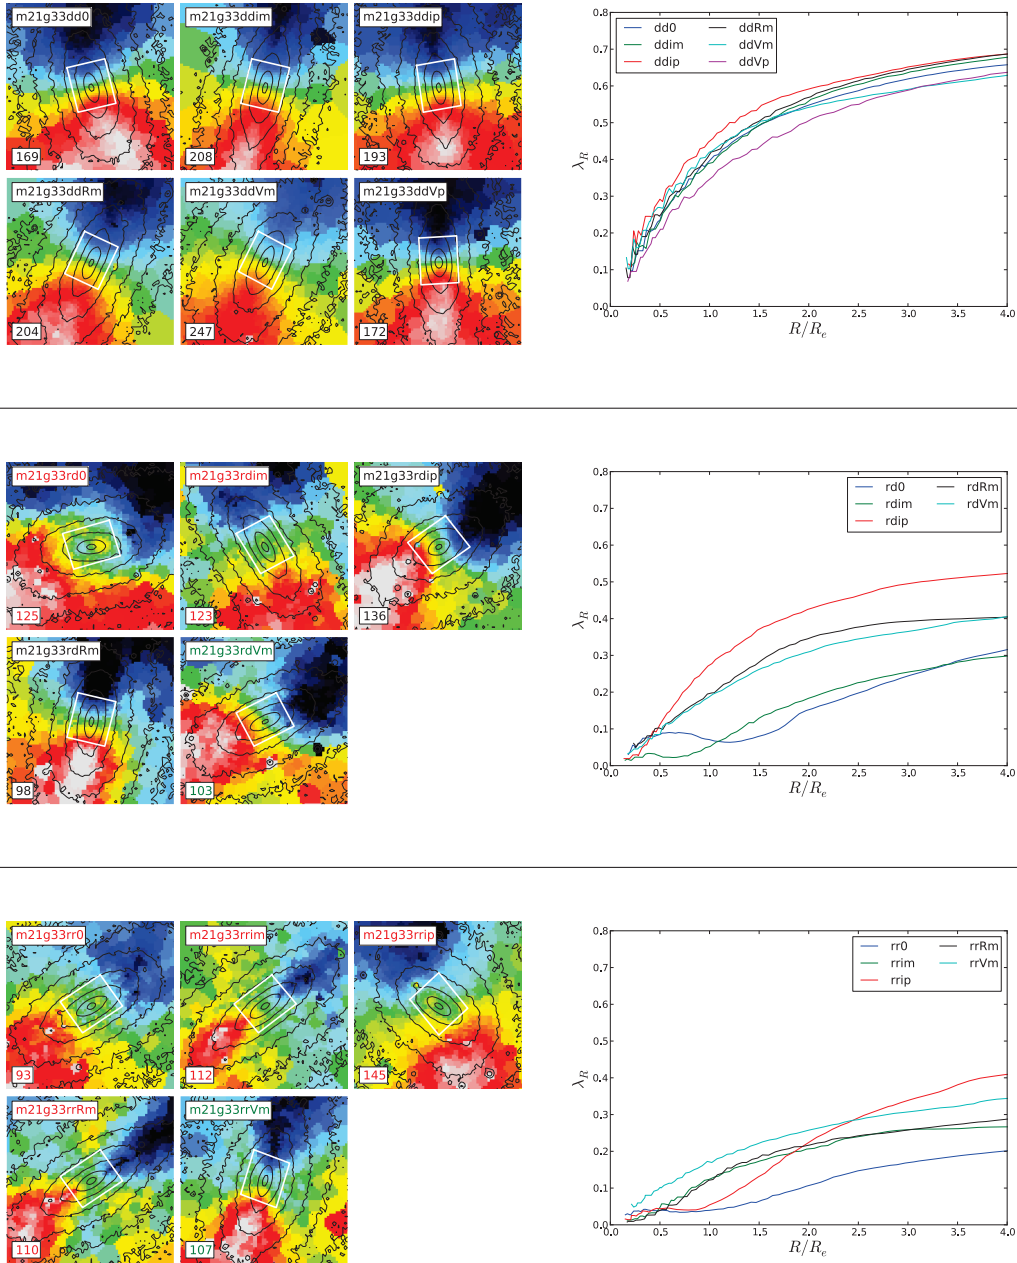 m21g33dd0 m21g33ddim m21g33ddip
169 208 193
m21g33ddRm m21g33ddVm m21g33ddVp
204 247 172
0.8
0.7
0.6
0.5
0.4
0.3
0.2
0.1
0.0
λ_R
dd0 ddRm
ddim ddVm
ddip ddVp
0.0 0.5 1.0 1.5 2.0 2.5 3.0 3.5 4.0
R/R_e
m21g33rd0 m21g33rdim m21g33rdip
125 123 136
m21g33rdRm m21g33rdVm
98 103
0.8
0.7
0.6
0.5
0.4
0.3
0.2
0.1
0.0
λ_R
rd0 rdRm
rdim rdVm
rdip
0.0 0.5 1.0 1.5 2.0 2.5 3.0 3.5 4.0
R/R_e
m21g33rr0 m21g33rrim m21g33rrip
93 112 145
m21g33rrRm m21g33rrVm
110 107
0.8
0.7
0.6
0.5
0.4
0.3
0.2
0.1
0.0
λ_R
rr0 rrRm
rrim rrVm
rrip
0.0 0.5 1.0 1.5 2.0 2.5 3.0 3.5 4.0
R/R_e